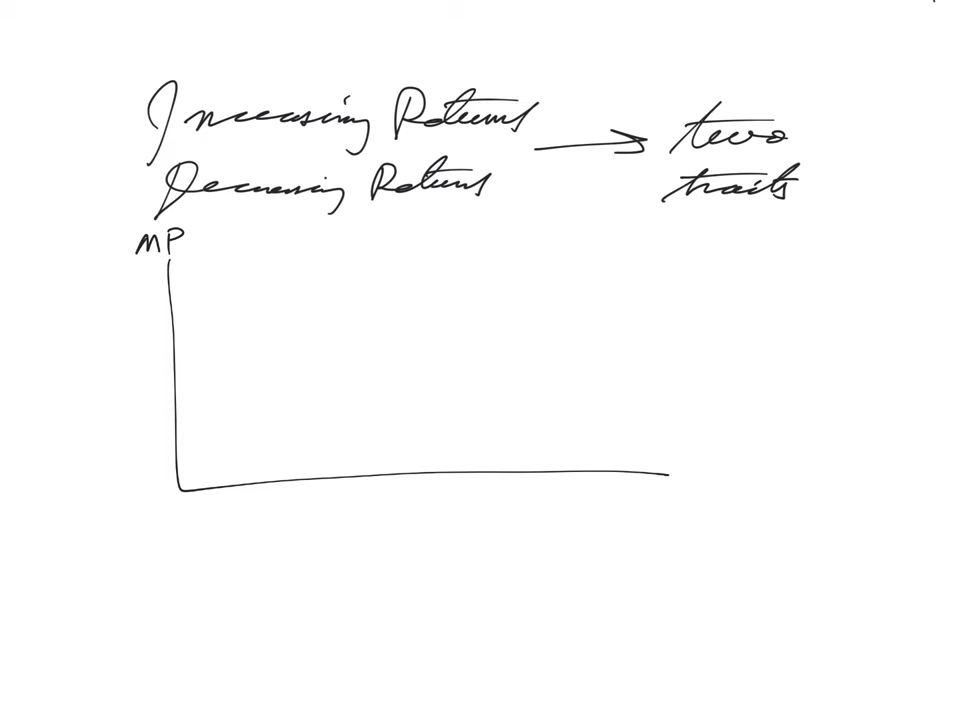 Increasing Returns → two
Decreasing Returns traits
MP